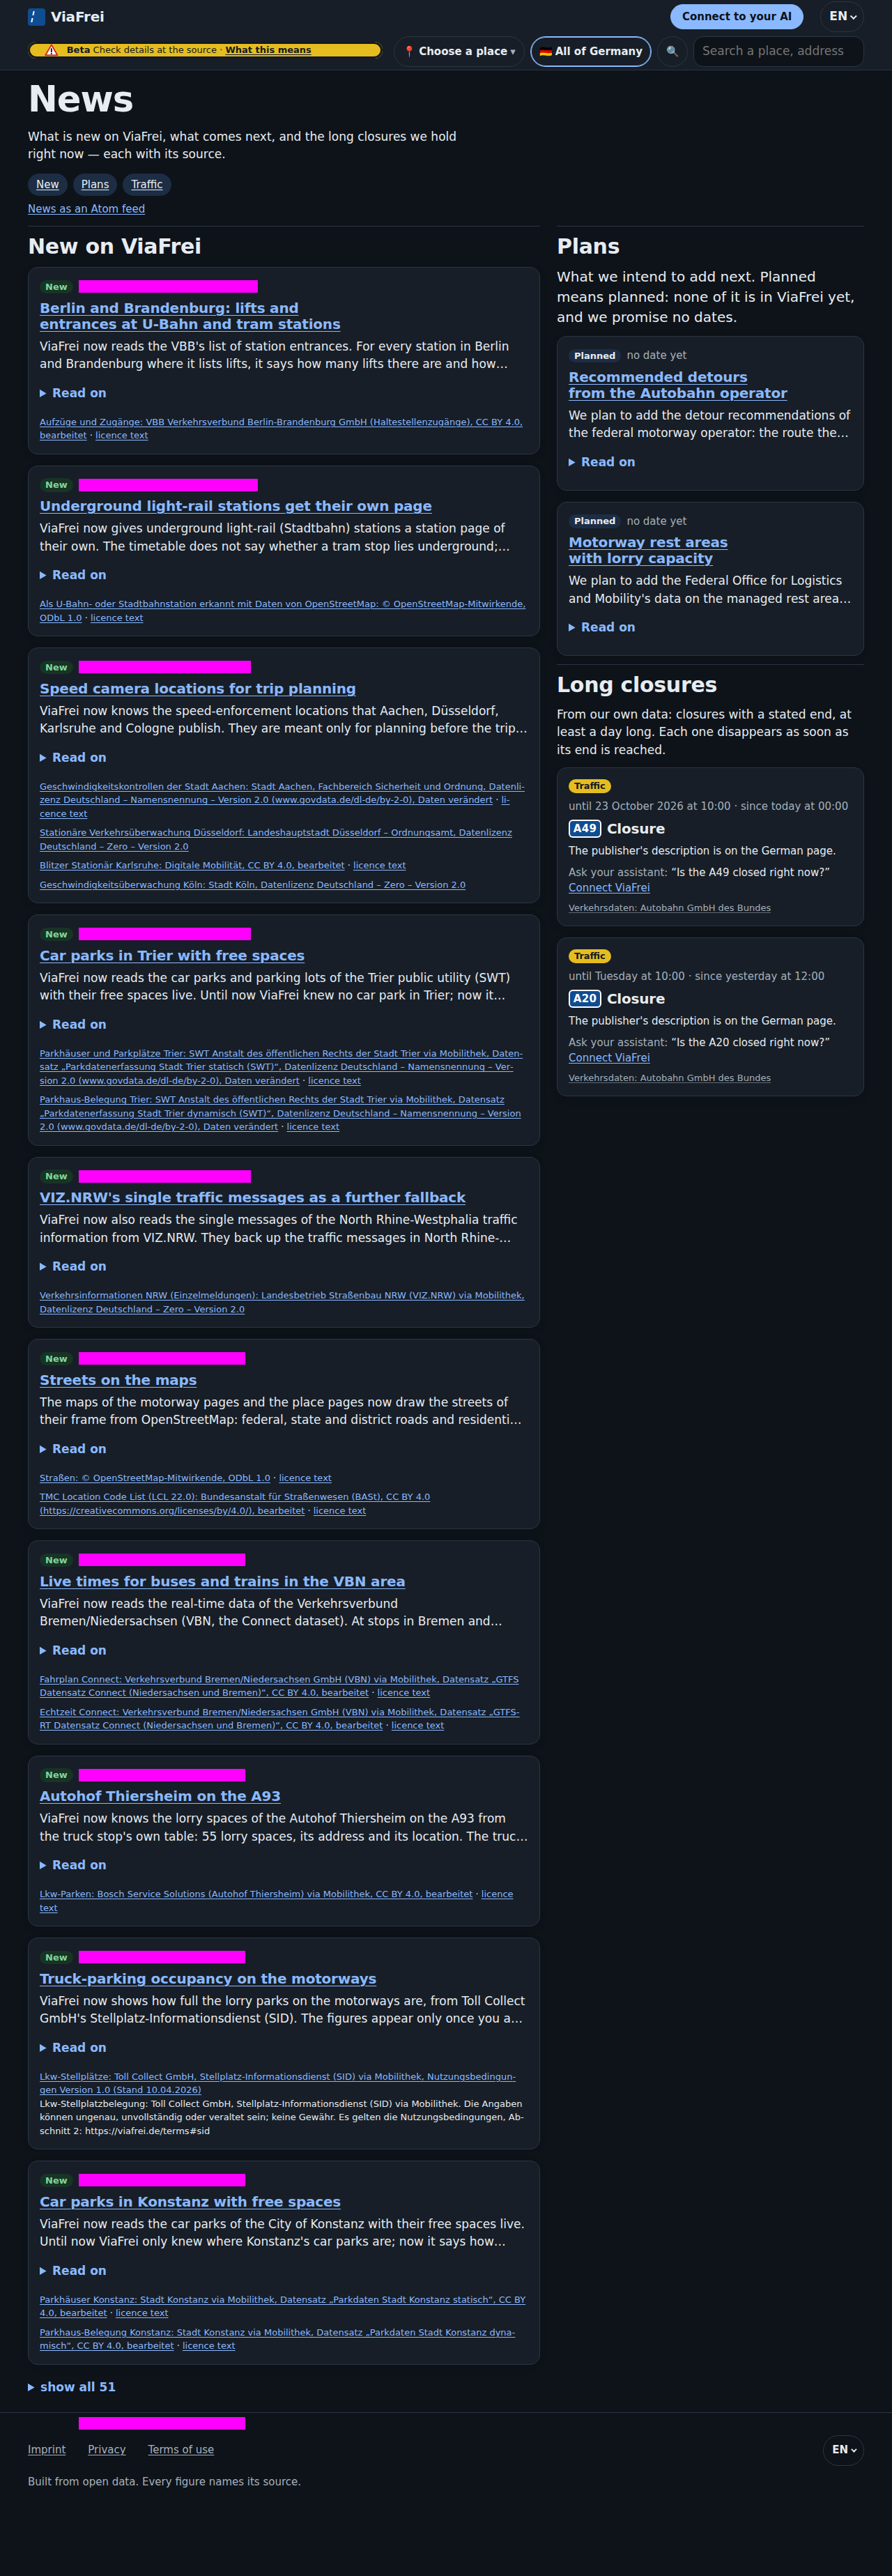 ViaFrei
Connect to your AI
EN
Beta Check details at the source · What this means
Choose a place
All of Germany
Search a place, address
News
What is new on ViaFrei, what comes next, and the long closures we hold
right now — each with its source.
New
Plans
Traffic
News as an Atom feed
New on ViaFrei
New
Berlin and Brandenburg: lifts and
entrances at U-Bahn and tram stations
ViaFrei now reads the VBB's list of station entrances. For every station in Berlin
and Brandenburg where it lists lifts, it says how many lifts there are and how…
Read on
Aufzüge und Zugänge: VBB Verkehrsverbund Berlin-Brandenburg GmbH (Haltestellenzugänge), CC BY 4.0,
bearbeitet · licence text
New
Underground light-rail stations get their own page
ViaFrei now gives underground light-rail (Stadtbahn) stations a station page of
their own. The timetable does not say whether a tram stop lies underground;…
Read on
Als U-Bahn- oder Stadtbahnstation erkannt mit Daten von OpenStreetMap: © OpenStreetMap-Mitwirkende,
ODbL 1.0 · licence text
New
Speed camera locations for trip planning
ViaFrei now knows the speed-enforcement locations that Aachen, Düsseldorf,
Karlsruhe and Cologne publish. They are meant only for planning before the trip…
Read on
Geschwindigkeitskontrollen der Stadt Aachen: Stadt Aachen, Fachbereich Sicherheit und Ordnung, Datenli-
zenz Deutschland – Namensnennung – Version 2.0 (www.govdata.de/dl-de/by-2-0), Daten verändert · li-
cence text
Stationäre Verkehrsüberwachung Düsseldorf: Landeshauptstadt Düsseldorf – Ordnungsamt, Datenlizenz
Deutschland – Zero – Version 2.0
Blitzer Stationär Karlsruhe: Digitale Mobilität, CC BY 4.0, bearbeitet · licence text
Geschwindigkeitsüberwachung Köln: Stadt Köln, Datenlizenz Deutschland – Zero – Version 2.0
New
Car parks in Trier with free spaces
ViaFrei now reads the car parks and parking lots of the Trier public utility (SWT)
with their free spaces live. Until now ViaFrei knew no car park in Trier; now it…
Read on
Parkhäuser und Parkplätze Trier: SWT Anstalt des öffentlichen Rechts der Stadt Trier via Mobilithek, Daten-
satz „Parkdatenerfassung Stadt Trier statisch (SWT)“, Datenlizenz Deutschland – Namensnennung – Ver-
sion 2.0 (www.govdata.de/dl-de/by-2-0), Daten verändert · licence text
Parkhaus-Belegung Trier: SWT Anstalt des öffentlichen Rechts der Stadt Trier via Mobilithek, Datensatz
„Parkdatenerfassung Stadt Trier dynamisch (SWT)“, Datenlizenz Deutschland – Namensnennung – Version
2.0 (www.govdata.de/dl-de/by-2-0), Daten verändert · licence text
New
VIZ.NRW's single traffic messages as a further fallback
ViaFrei now also reads the single messages of the North Rhine-Westphalia traffic
information from VIZ.NRW. They back up the traffic messages in North Rhine-…
Read on
Verkehrsinformationen NRW (Einzelmeldungen): Landesbetrieb Straßenbau NRW (VIZ.NRW) via Mobilithek,
Datenlizenz Deutschland – Zero – Version 2.0
New
Streets on the maps
The maps of the motorway pages and the place pages now draw the streets of
their frame from OpenStreetMap: federal, state and district roads and residenti…
Read on
Straßen: © OpenStreetMap-Mitwirkende, ODbL 1.0 · licence text
TMC Location Code List (LCL 22.0): Bundesanstalt für Straßenwesen (BASt), CC BY 4.0
(https://creativecommons.org/licenses/by/4.0/), bearbeitet · licence text
New
Live times for buses and trains in the VBN area
ViaFrei now reads the real-time data of the Verkehrsverbund
Bremen/Niedersachsen (VBN, the Connect dataset). At stops in Bremen and…
Read on
Fahrplan Connect: Verkehrsverbund Bremen/Niedersachsen GmbH (VBN) via Mobilithek, Datensatz „GTFS
Datensatz Connect (Niedersachsen und Bremen)“, CC BY 4.0, bearbeitet · licence text
Echtzeit Connect: Verkehrsverbund Bremen/Niedersachsen GmbH (VBN) via Mobilithek, Datensatz „GTFS-
RT Datensatz Connect (Niedersachsen und Bremen)“, CC BY 4.0, bearbeitet · licence text
New
Autohof Thiersheim on the A93
ViaFrei now knows the lorry spaces of the Autohof Thiersheim on the A93 from
the truck stop's own table: 55 lorry spaces, its address and its location. The truc…
Read on
Lkw-Parken: Bosch Service Solutions (Autohof Thiersheim) via Mobilithek, CC BY 4.0, bearbeitet · licence
text
New
Truck-parking occupancy on the motorways
ViaFrei now shows how full the lorry parks on the motorways are, from Toll Collect
GmbH's Stellplatz-Informationsdienst (SID). The figures appear only once you a…
Read on
Lkw-Stellplätze: Toll Collect GmbH, Stellplatz-Informationsdienst (SID) via Mobilithek, Nutzungsbedingun-
gen Version 1.0 (Stand 10.04.2026)
Lkw-Stellplatzbelegung: Toll Collect GmbH, Stellplatz-Informationsdienst (SID) via Mobilithek. Die Angaben
können ungenau, unvollständig oder veraltet sein; keine Gewähr. Es gelten die Nutzungsbedingungen, Ab-
schnitt 2: https://viafrei.de/terms#sid
New
Car parks in Konstanz with free spaces
ViaFrei now reads the car parks of the City of Konstanz with their free spaces live.
Until now ViaFrei only knew where Konstanz's car parks are; now it says how…
Read on
Parkhäuser Konstanz: Stadt Konstanz via Mobilithek, Datensatz „Parkdaten Stadt Konstanz statisch“, CC BY
4.0, bearbeitet · licence text
Parkhaus-Belegung Konstanz: Stadt Konstanz via Mobilithek, Datensatz „Parkdaten Stadt Konstanz dyna-
misch“, CC BY 4.0, bearbeitet · licence text
show all 51
Plans
What we intend to add next. Planned
means planned: none of it is in ViaFrei yet,
and we promise no dates.
Planned no date yet
Recommended detours
from the Autobahn operator
We plan to add the detour recommendations of
the federal motorway operator: the route the…
Read on
Planned no date yet
Motorway rest areas
with lorry capacity
We plan to add the Federal Office for Logistics
and Mobility's data on the managed rest area…
Read on
Long closures
From our own data: closures with a stated end, at
least a day long. Each one disappears as soon as
its end is reached.
Traffic
until 23 October 2026 at 10:00 · since today at 00:00
A49 Closure
The publisher's description is on the German page.
Ask your assistant: “Is the A49 closed right now?”
Connect ViaFrei
Verkehrsdaten: Autobahn GmbH des Bundes
Traffic
until Tuesday at 10:00 · since yesterday at 12:00
A20 Closure
The publisher's description is on the German page.
Ask your assistant: “Is the A20 closed right now?”
Connect ViaFrei
Verkehrsdaten: Autobahn GmbH des Bundes
Imprint
Privacy
Terms of use
EN
Built from open data. Every figure names its source.